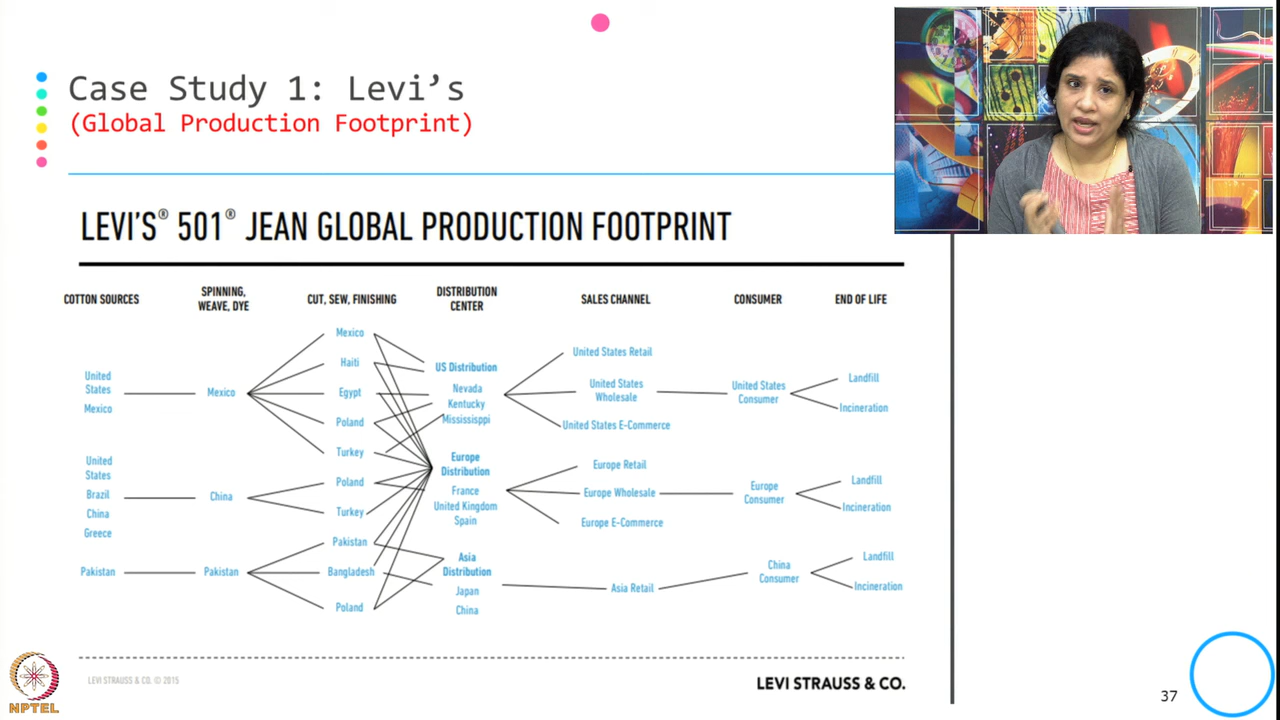 Case Study 1: Levi’s
(Global Production Footprint)
LEVI’S® 501® JEAN GLOBAL PRODUCTION FOOTPRINT
COTTON SOURCES
SPINNING,
WEAVE, DYE
CUT, SEW, FINISHING
DISTRIBUTION
CENTER
SALES CHANNEL
CONSUMER
END OF LIFE
United
States
Mexico
United
States
Brazil
China
Greece
Pakistan
Mexico
China
Pakistan
Mexico
Haiti
Egypt
Poland
Turkey
Poland
Turkey
Pakistan
Bangladesh
Poland
US Distribution
Nevada
Kentucky
Mississippi
Europe
Distribution
France
United Kingdom
Spain
Asia
Distribution
Japan
China
United States Retail
United States
Wholesale
United States E-Commerce
Europe Retail
Europe Wholesale
Europe E-Commerce
Asia Retail
United States
Consumer
Europe
Consumer
China
Consumer
Landfill
Incineration
Landfill
Incineration
Landfill
Incineration
LEVI STRAUSS & CO. © 2015
LEVI STRAUSS & CO.
NPTEL
37